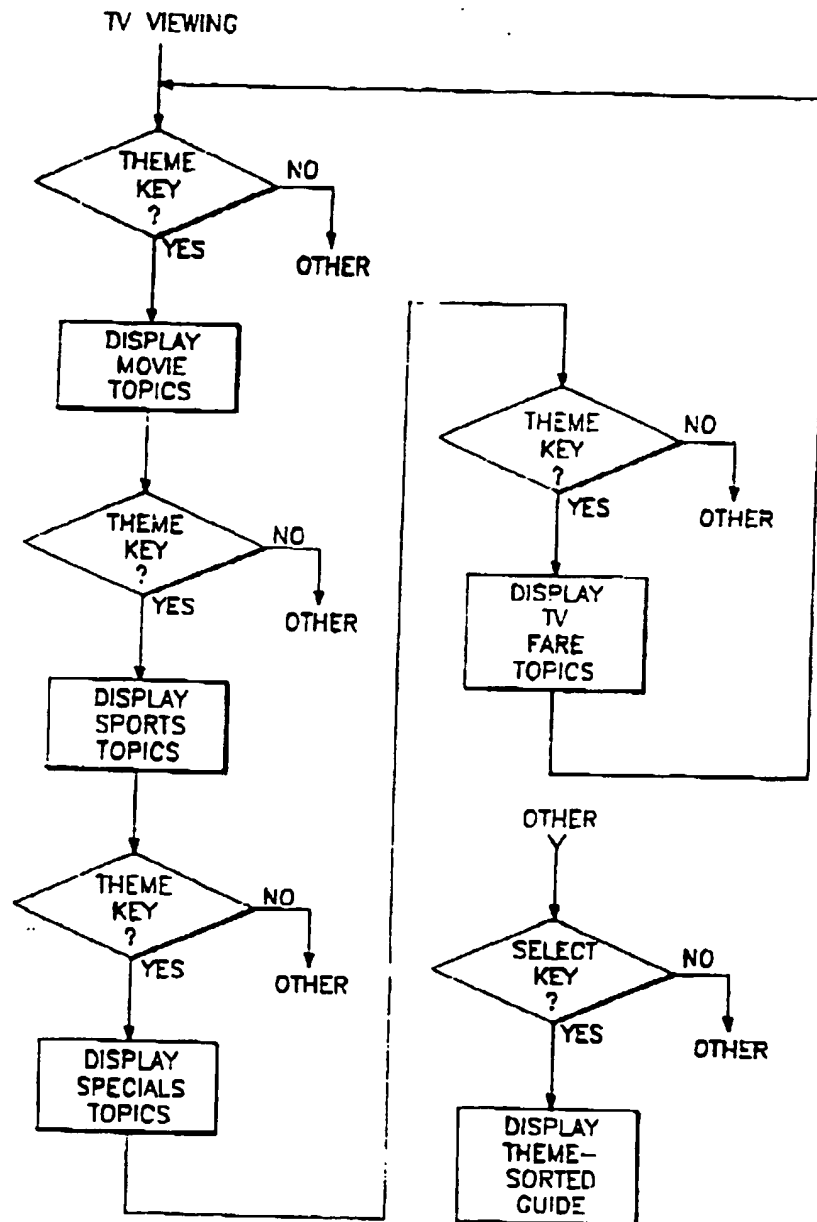 TV VIEWING
THEME
KEY
?
NO
YES
OTHER
DISPLAY
MOVIE
TOPICS
THEME
KEY
?
NO
YES
OTHER
DISPLAY
SPORTS
TOPICS
THEME
KEY
?
NO
YES
OTHER
DISPLAY
SPECIALS
TOPICS
THEME
KEY
?
NO
YES
OTHER
DISPLAY
TV
FARE
TOPICS
OTHER
SELECT
KEY
?
NO
YES
OTHER
DISPLAY
THEME-
SORTED
GUIDE